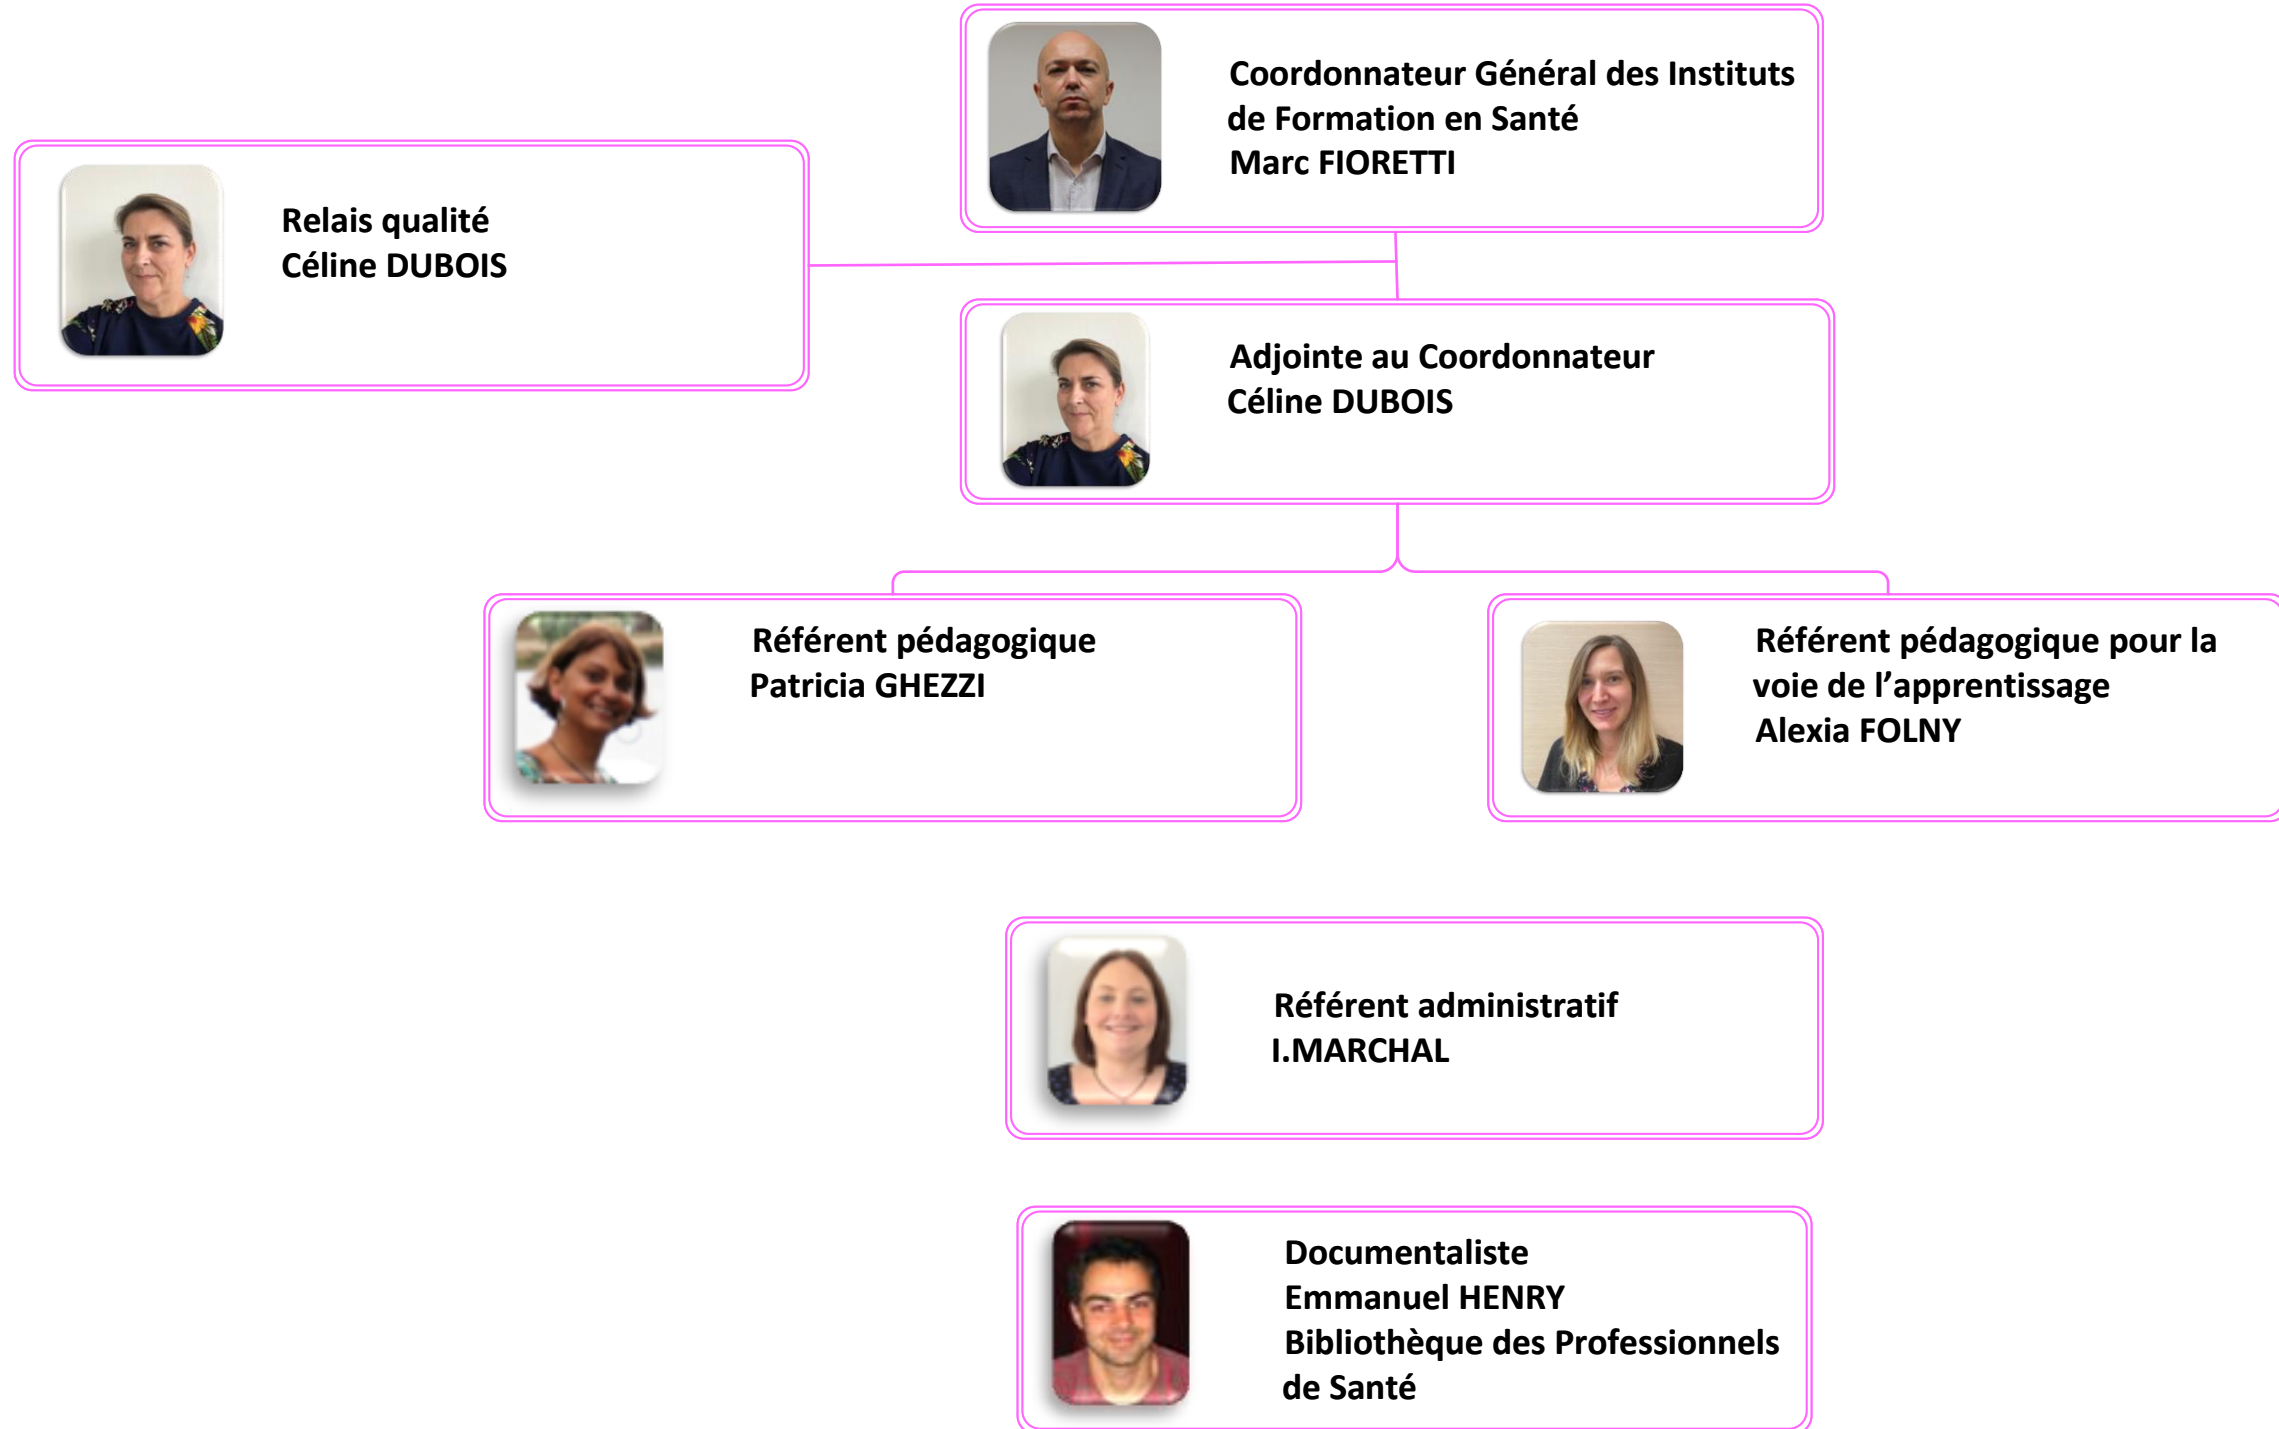 Coordonnateur Général des Instituts
de Formation en Santé
Marc FIORETTI
Relais qualité
Céline DUBOIS
Adjointe au Coordonnateur
Céline DUBOIS
Référent pédagogique
Patricia GHEZZI
Référent pédagogique pour la
voie de l’apprentissage
Alexia FOLNY
Référent administratif
I.MARCHAL
Documentaliste
Emmanuel HENRY
Bibliothèque des Professionnels
de Santé